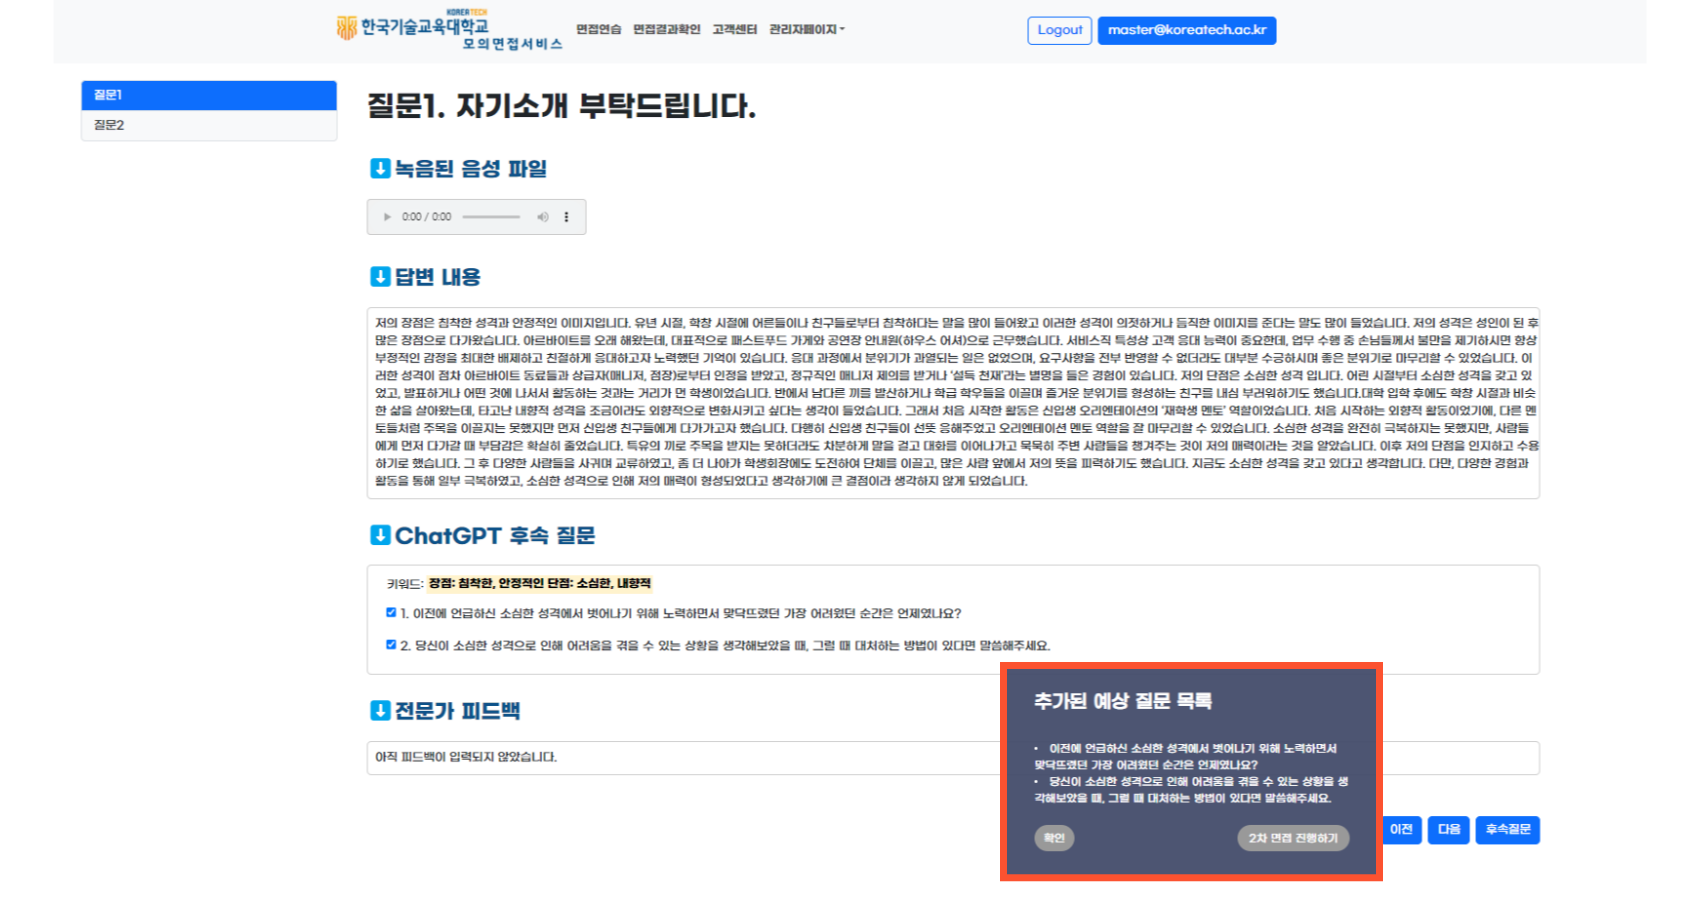 KOREATECH
한국기술교육대학교
모의면접서비스
면접연습 면접결과확인 고객센터 관리자페이지
Logout
master@koreatech.ac.kr
질문1
질문2
질문1. 자기소개 부탁드립니다.
녹음된 음성 파일
0:00 / 0:00
답변 내용
저의 장점은 침착한 성격과 안정적인 이미지입니다. 유년 시절, 학창 시절에 어른들이나 친구들로부터 침착하다는 말을 많이 들어왔고 이러한 성격이 의젓하거나 듬직한 이미지를 준다는 말도 많이 들었습니다. 저의 성격은 성인이 된 후
많은 장점으로 다가왔습니다. 아르바이트를 오래 해왔는데, 대표적으로 패스트푸드 가게와 공연장 안내원(하우스 어셔)으로 근무했습니다. 서비스직 특성상 고객 응대 능력이 중요한데, 업무 수행 중 손님들께서 불만을 제기하시면 항상
부정적인 감정을 최대한 배제하고 친절하게 응대하고자 노력했던 기억이 있습니다. 응대 과정에서 분위기가 과열되는 일은 없었으며, 요구사항을 전부 반영할 수 없더라도 대부분 수긍하시며 좋은 분위기로 마무리할 수 있었습니다. 이
러한 성격이 점차 아르바이트 동료들과 상급자(매니저, 점장)로부터 인정을 받았고, 정규직인 매니저 제의를 받거나 '설득 천재'라는 별명을 들은 경험이 있습니다. 저의 단점은 소심한 성격 입니다. 어린 시절부터 소심한 성격을 갖고 있
었고, 발표하거나 어떤 것에 나서서 활동하는 것과는 거리가 먼 학생이었습니다. 반에서 남다른 끼를 발산하거나 학급 학우들을 이끌며 즐거운 분위기를 형성하는 친구를 내심 부러워하기도 했습니다.대학 입학 후에도 학창 시절과 비슷
한 삶을 살아왔는데, 타고난 내향적 성격을 조금이라도 외향적으로 변화시키고 싶다는 생각이 들었습니다. 그래서 처음 시작한 활동은 신입생 오리엔테이션의 '재학생 멘토' 역할이었습니다. 처음 시작하는 외향적 활동이었기에, 다른 멘
토들처럼 주목을 이끌지는 못했지만 먼저 신입생 친구들에게 다가가고자 했습니다. 다행히 신입생 친구들이 선뜻 응해주었고 오리엔테이션 멘토 역할을 잘 마무리할 수 있었습니다. 소심한 성격을 완전히 극복하지는 못했지만, 사람들
에게 먼저 다가갈 때 부담감은 확실히 줄었습니다. 특유의 끼로 주목을 받지는 못하더라도 차분하게 말을 걸고 대화를 이어나가고 묵묵히 주변 사람들을 챙겨주는 것이 저의 매력이라는 것을 알았습니다. 이후 저의 단점을 인지하고 수용
하기로 했습니다. 그 후 다양한 사람들을 사귀며 교류하였고, 좀 더 나아가 학생회장에도 도전하여 단체를 이끌고, 많은 사람 앞에서 저의 뜻을 피력하기도 했습니다. 지금도 소심한 성격을 갖고 있다고 생각합니다. 다만, 다양한 경험과
활동을 통해 일부 극복하였고, 소심한 성격으로 인해 저의 매력이 형성되었다고 생각하기에 큰 결점이라 생각하지 않게 되었습니다.
ChatGPT 후속 질문
키워드: 장점: 침착한, 안정적인 단점: 소심한, 내향적
1. 이전에 언급하신 소심한 성격에서 벗어나기 위해 노력하면서 맞닥뜨렸던 가장 어려웠던 순간은 언제였나요?
2. 당신이 소심한 성격으로 인해 어려움을 겪을 수 있는 상황을 생각해보았을 때, 그럴 때 대처하는 방법이 있다면 말씀해주세요.
전문가 피드백
아직 피드백이 입력되지 않았습니다.
추가된 예상 질문 목록
• 이전에 언급하신 소심한 성격에서 벗어나기 위해 노력하면서
맞닥뜨렸던 가장 어려웠던 순간은 언제였나요?
• 당신이 소심한 성격으로 인해 어려움을 겪을 수 있는 상황을 생
각해보았을 때, 그럴 때 대처하는 방법이 있다면 말씀해주세요.
확인
2차 면접 진행하기
이전
다음
후속질문